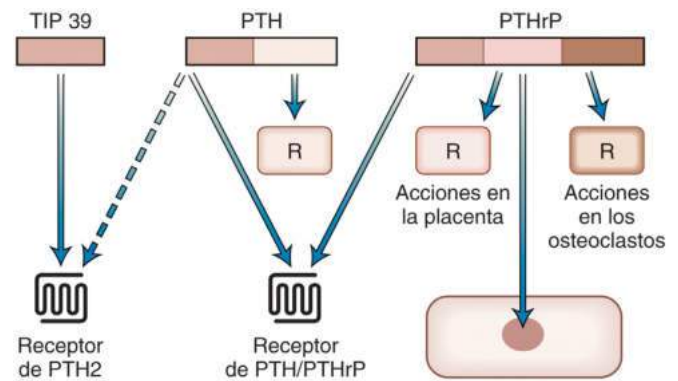 TIP 39
PTH
PTHrP
R
R
R
Acciones en
la placenta
Acciones
en los
osteoclastos
Receptor
de PTH2
Receptor
de PTH/PTHrP